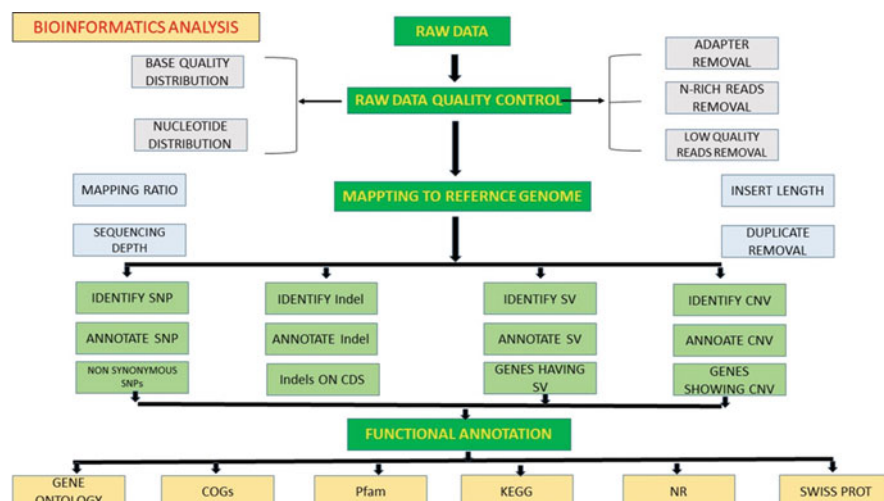 BIOINFORMATICS ANALYSIS
RAW DATA
BASE QUALITY
DISTRIBUTION
NUCLEOTIDE
DISTRIBUTION
RAW DATA QUALITY CONTROL
ADAPTER
REMOVAL
N-RICH READS
REMOVAL
LOW QUALITY
READS REMOVAL
MAPPING RATIO
SEQUENCING
DEPTH
MAPPTING TO REFERNCE GENOME
INSERT LENGTH
DUPLICATE
REMOVAL
IDENTIFY SNP
ANNOTATE SNP
NON SYNONYMOUS
SNPs
IDENTIFY Indel
ANNOTATE Indel
Indels ON CDS
IDENTIFY SV
ANNOTATE SV
GENES HAVING
SV
IDENTIFY CNV
ANNOATE CNV
GENES
SHOWING CNV
FUNCTIONAL ANNOTATION
GENE
ONTOLOGY
COGs
Pfam
KEGG
NR
SWISS PROT